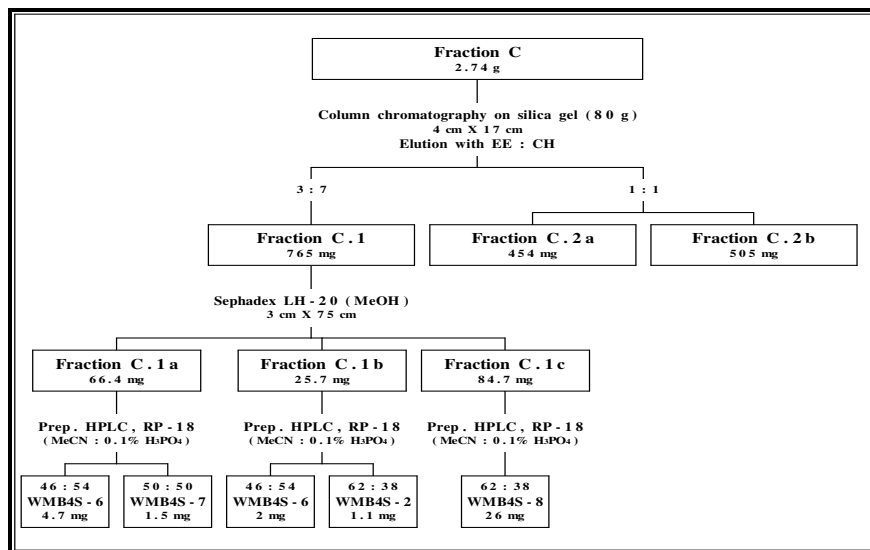 Fraction C
2.74 g
Column chromatography on silica gel (80 g)
4 cm X 17 cm
Elution with EE : CH
3 : 7
1 : 1
Fraction C.1
765 mg
Fraction C.2a
454 mg
Fraction C.2b
505 mg
Sephadex LH-20 (MeOH)
3 cm X 75 cm
Fraction C.1a
66.4 mg
Fraction C.1b
25.7 mg
Fraction C.1c
84.7 mg
Prep. HPLC, RP-18
(MeCN : 0.1% H₃PO₄)
Prep. HPLC, RP-18
(MeCN : 0.1% H₃PO₄)
Prep. HPLC, RP-18
(MeCN : 0.1% H₃PO₄)
46 : 54
WMB4S-6
4.7 mg
50 : 50
WMB4S-7
1.5 mg
46 : 54
WMB4S-6
2 mg
62 : 38
WMB4S-2
1.1 mg
62 : 38
WMB4S-8
26 mg